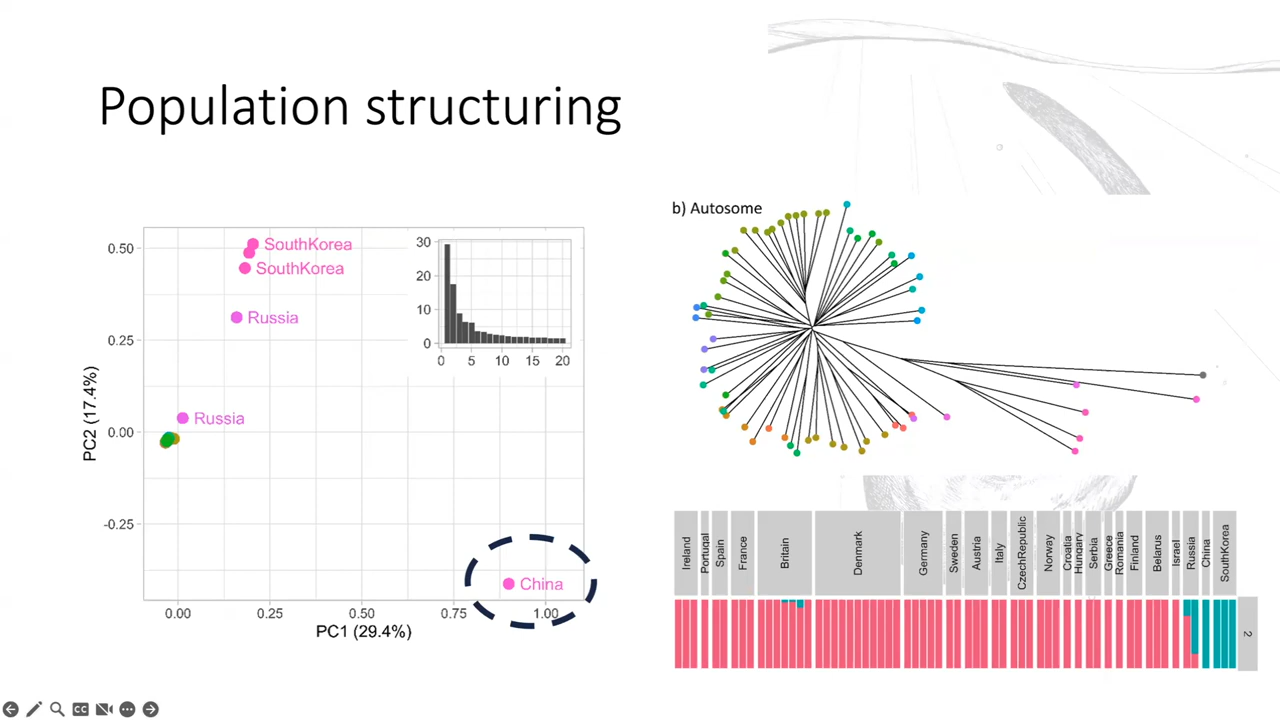 Population structuring
PC2 (17.4%)
0.50
0.25
0.00
-0.25
SouthKorea
SouthKorea
Russia
Russia
China
30
20
10
0
0 5 10 15 20
0.00 0.25 0.50 0.75 1.00
PC1 (29.4%)
b) Autosome
Ireland
Portugal
Spain
France
Britain
Denmark
Germany
Sweden
Austria
Italy
CzechRepublic
Norway
Croatia
Hungary
Serbia
Greece
Romania
Finland
Belarus
Israel
Russia
China
SouthKorea
2
CC